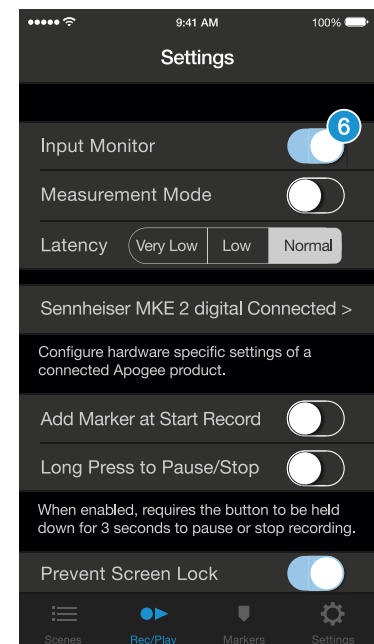 9:41 AM
100%
Settings
6
Input Monitor
Measurement Mode
Latency Very Low Low Normal
Sennheiser MKE 2 digital Connected >
Configure hardware specific settings of a
connected Apogee product.
Add Marker at Start Record
Long Press to Pause/Stop
When enabled, requires the button to be held
down for 3 seconds to pause or stop recording.
Prevent Screen Lock
Scenes Rec/Play Markers Settings